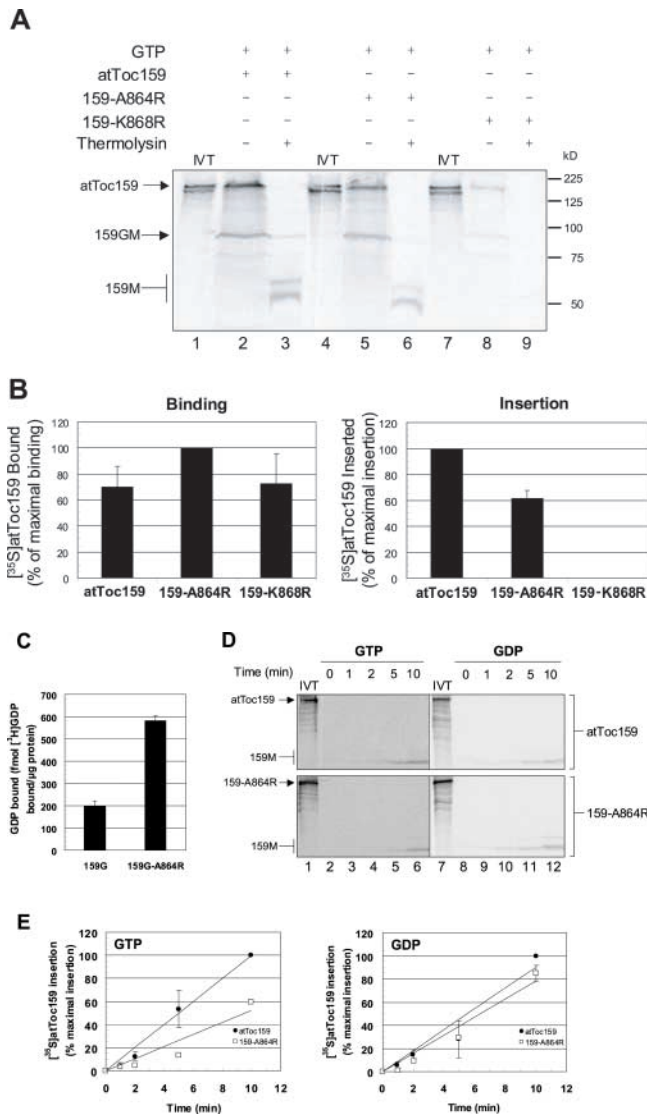 A
GTP + + + + + +
atToc159 + + − − − −
159-A864R − − + + − −
159-K868R − − − − + +
Thermolysin − + − + − +
IVT IVT IVT kD
atToc159 225
125
159GM 100
75
159M 50
1 2 3 4 5 6 7 8 9
B
Binding
[³⁵S]atToc159 Bound
(% of maximal binding)
120
100
80
60
40
20
0
atToc159 159-A864R 159-K868R
Insertion
[³⁵S]atToc159 Inserted
(% of maximal insertion)
120
100
80
60
40
20
0
atToc159 159-A864R 159-K868R
C
GDP bound (fmol [³H]GDP
bound/µg protein)
700
600
500
400
300
200
100
0
159G 159G-A864R
D
GTP GDP
Time (min) 0 1 2 5 10 0 1 2 5 10
IVT IVT
atToc159
159M
atToc159
159-A864R
159M
159-A864R
1 2 3 4 5 6 7 8 9 10 11 12
E
GTP
[³⁵S]atToc159 insertion
(% maximal insertion)
120
100
80
60
40
20
0
atToc159
159-A864R
0 2 4 6 8 10 12
Time (min)
GDP
[³⁵S]atToc159 insertion
(% maximal insertion)
120
100
80
60
40
20
0
atToc159
159-A864R
0 2 4 6 8 10 12
Time (min)